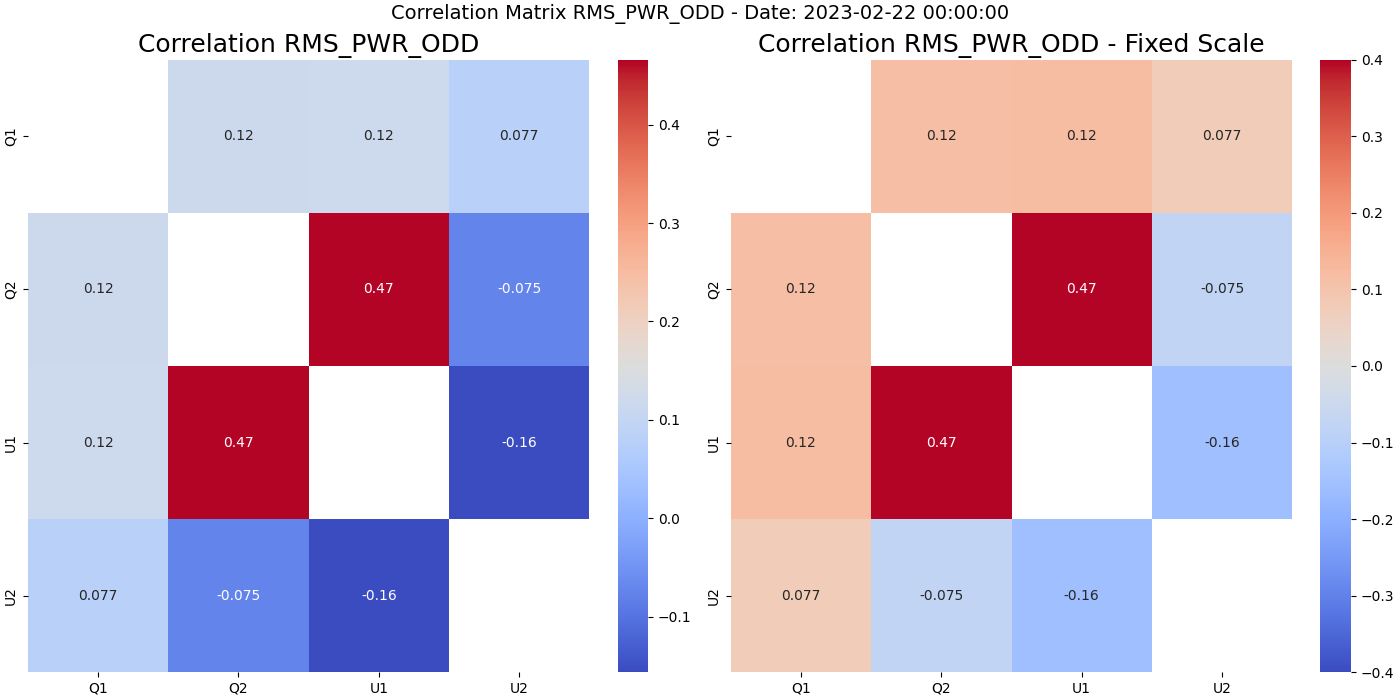 Correlation Matrix RMS_PWR_ODD - Date: 2023-02-22 00:00:00
Correlation RMS_PWR_ODD
Q1
0.12
0.12
0.077
Q2
0.12
0.47
-0.075
U1
0.12
0.47
-0.16
U2
0.077
-0.075
-0.16
Q1
Q2
U1
U2
0.4
0.3
0.2
0.1
0.0
−0.1
Correlation RMS_PWR_ODD - Fixed Scale
Q1
0.12
0.12
0.077
Q2
0.12
0.47
-0.075
U1
0.12
0.47
-0.16
U2
0.077
-0.075
-0.16
Q1
Q2
U1
U2
0.4
0.3
0.2
0.1
0.0
−0.1
−0.2
−0.3
−0.4